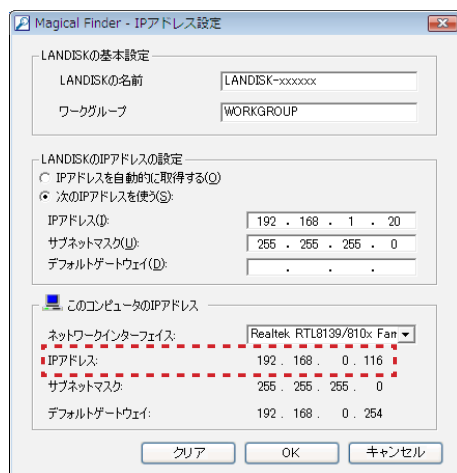 Magical Finder - IPアドレス設定
LANDISKの基本設定
LANDISKの名前 LANDISK-xxxxxx
ワークグループ WORKGROUP
LANDISKのIPアドレスの設定
IPアドレスを自動的に取得する(O)
次のIPアドレスを使う(S):
IPアドレス(I): 192 . 168 . 1 . 20
サブネットマスク(U): 255 . 255 . 255 . 0
デフォルトゲートウェイ(D): . . .
このコンピュータのIPアドレス
ネットワークインターフェイス: Realtek RTL8139/810x Fam
IPアドレス: 192 . 168 . 0 . 116
サブネットマスク: 255 . 255 . 255 . 0
デフォルトゲートウェイ: 192 . 168 . 0 . 254
クリア OK キャンセル